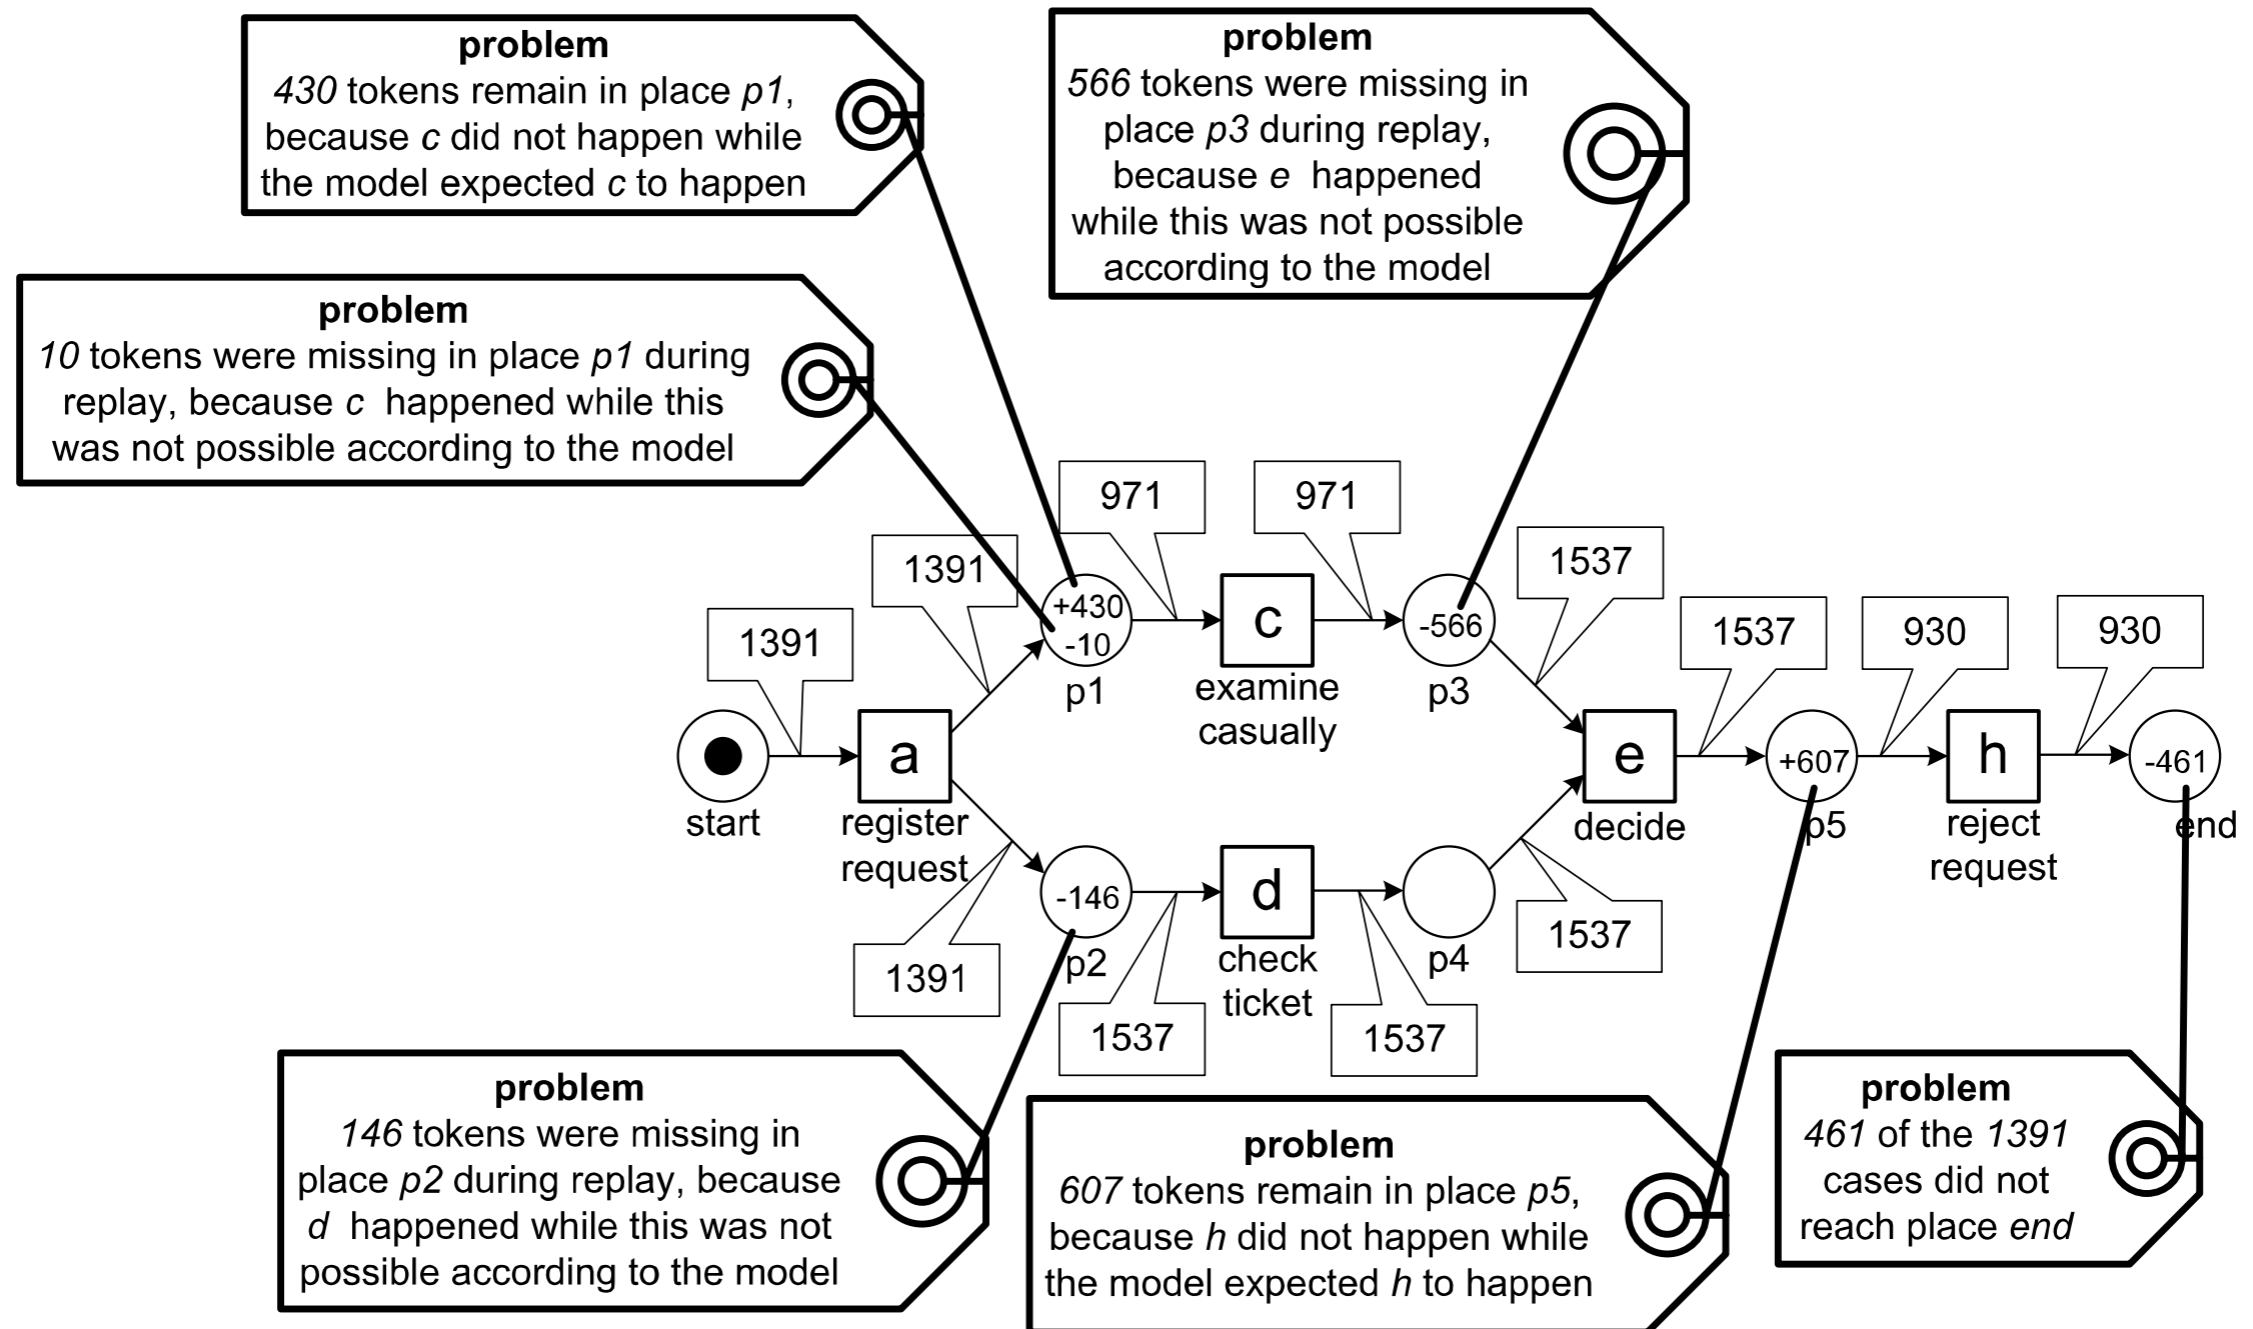 problem
430 tokens remain in place p1,
because c did not happen while
the model expected c to happen
problem
566 tokens were missing in
place p3 during replay,
because e happened
while this was not possible
according to the model
problem
10 tokens were missing in place p1 during
replay, because c happened while this
was not possible according to the model
971
971
1391
1537
1391
1537
930
930
+430
-10
p1
c
examine
casually
-566
p3
start
a
register
request
e
decide
+607
p5
h
reject
request
-461
end
-146
p2
d
check
ticket
p4
1391
1537
1537
1537
problem
146 tokens were missing in
place p2 during replay, because
d happened while this was not
possible according to the model
problem
607 tokens remain in place p5,
because h did not happen while
the model expected h to happen
problem
461 of the 1391
cases did not
reach place end